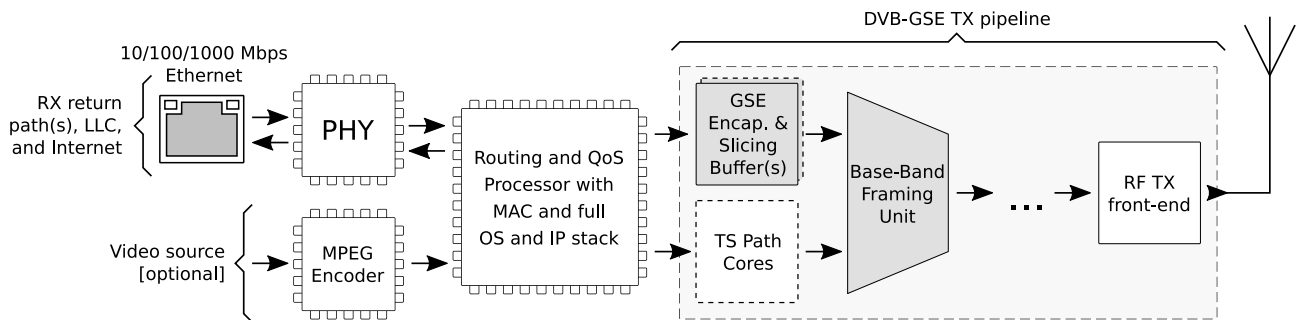 DVB-GSE TX pipeline
10/100/1000 Mbps
Ethernet
RX return
path(s), LLC,
and Internet
PHY
Routing and QoS
Processor with
MAC and full
OS and IP stack
GSE
Encap. &
Slicing
Buffer(s)
Base-Band
Framing
Unit
...
RF TX
front-end
Video source
[optional]
MPEG
Encoder
TS Path
Cores